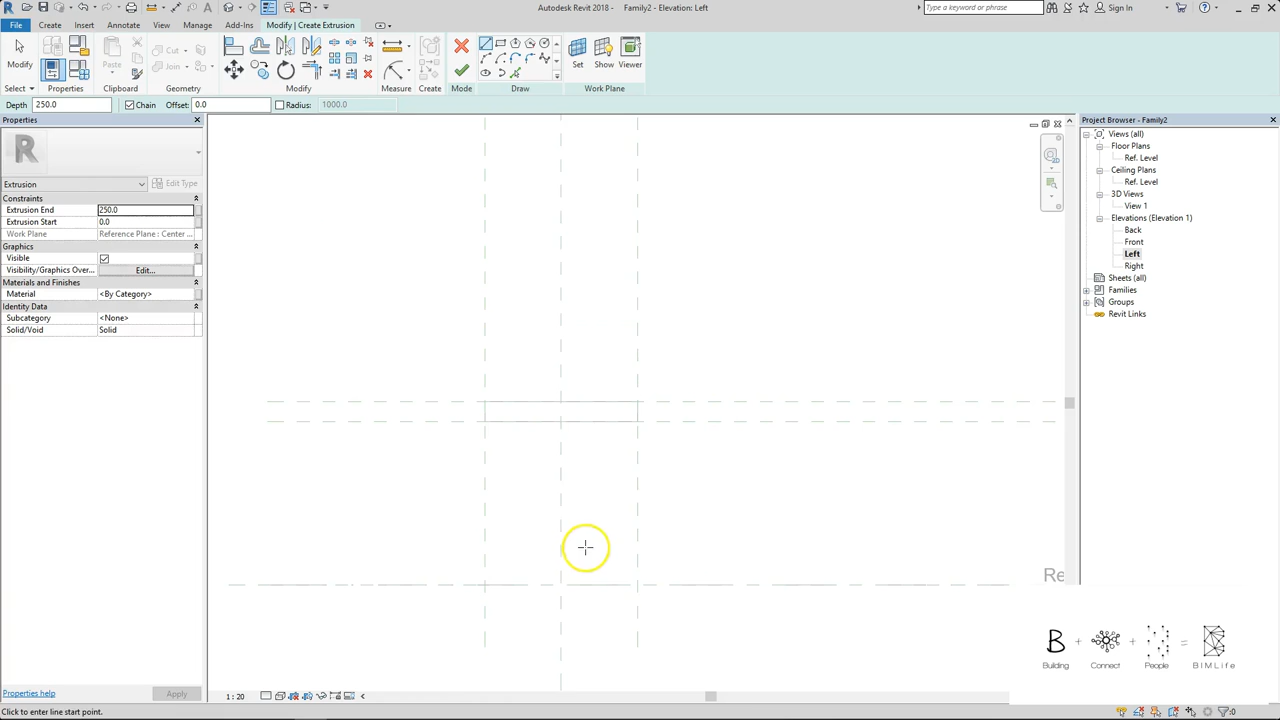 Autodesk Revit 2018 - Family2 - Elevation: Left
Type a keyword or phrase
Sign In
File
Create
Insert
Annotate
View
Manage
Add-Ins
Modify | Create Extrusion
Modify
Paste
Cut
Join
Measure
Create
Set
Show
Viewer
Select
Properties
Clipboard
Geometry
Modify
Measure
Create
Mode
Draw
Work Plane
Depth 250.0
Chain
Offset: 0.0
Radius: 1000.0
Properties
Extrusion
Edit Type
Constraints
Extrusion End 250.0
Extrusion Start 0.0
Work Plane Reference Plane : Center ...
Graphics
Visible
Visibility/Graphics Over... Edit...
Materials and Finishes
Material <By Category>
Identity Data
Subcategory <None>
Solid/Void Solid
Properties help
Apply
Project Browser - Family2
Views (all)
Floor Plans
Ref. Level
Ceiling Plans
Ref. Level
3D Views
View 1
Elevations (Elevation 1)
Back
Front
Left
Right
Sheets (all)
Families
Groups
Revit Links
Re
B + + =
Building Connect People BIMLife
1 : 20
Click to enter line start point.
:0